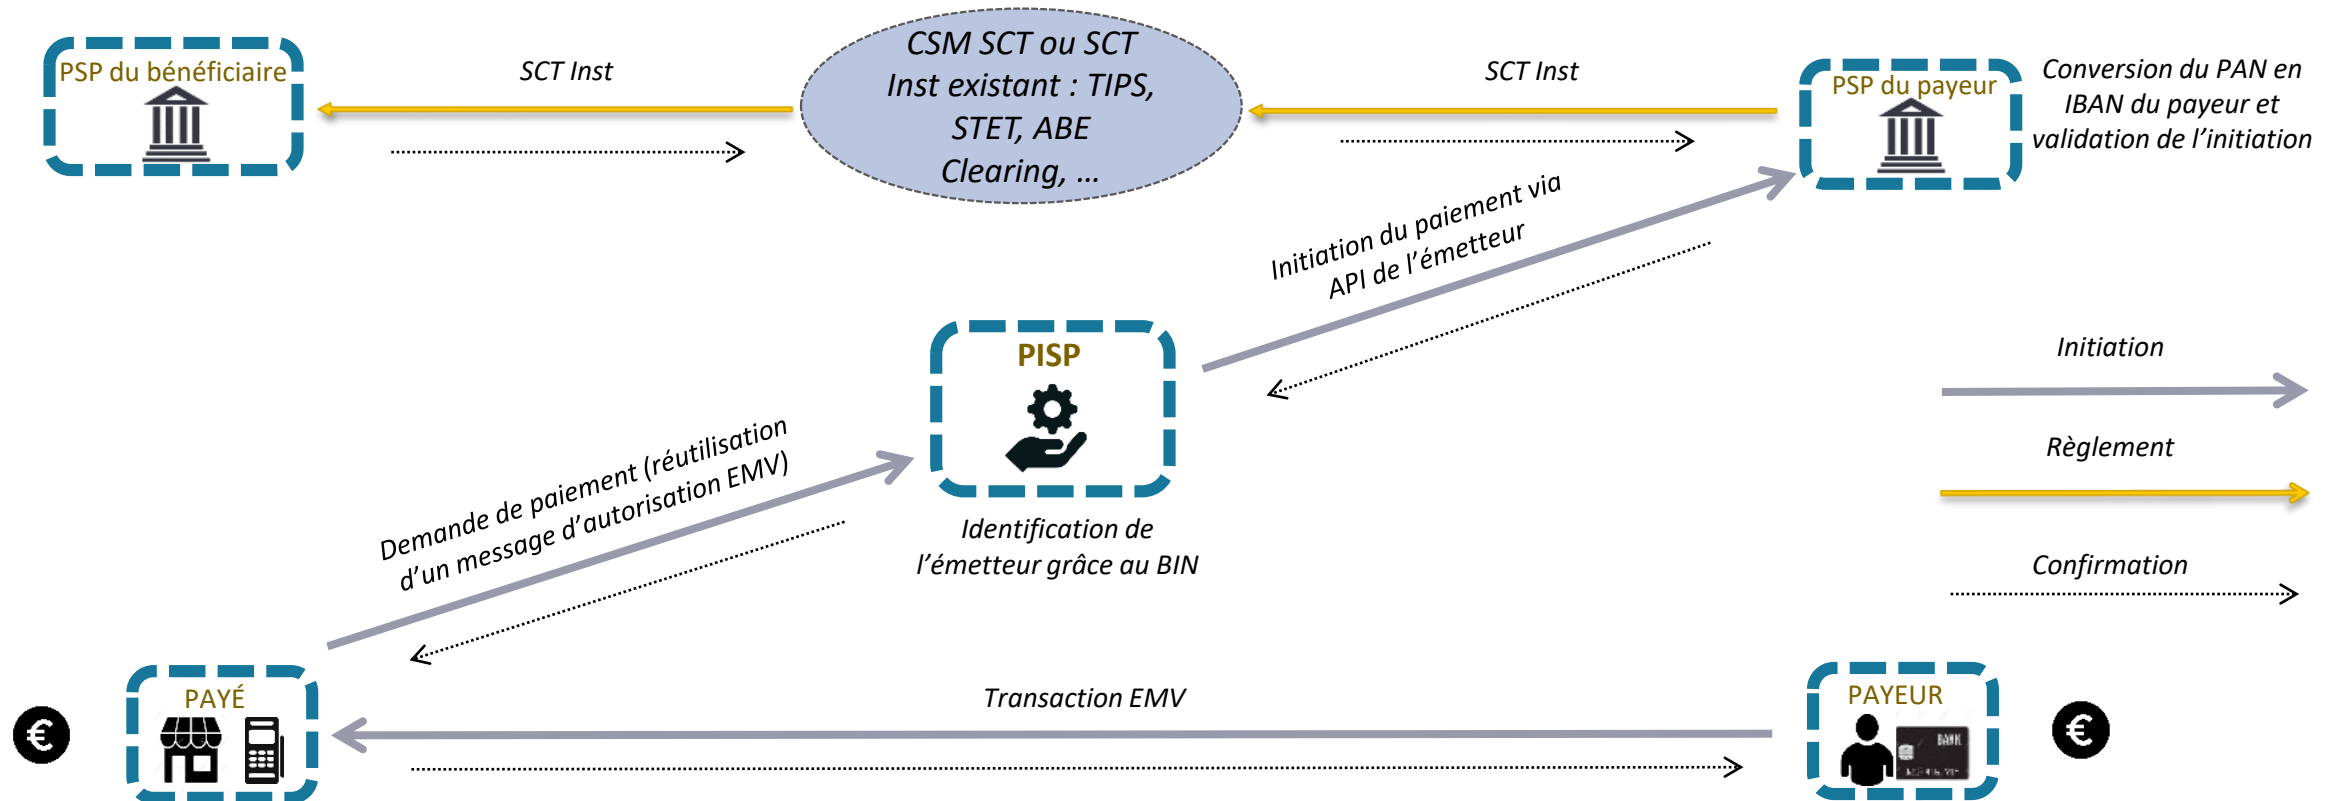 PSP du bénéficiaire
SCT Inst
CSM SCT ou SCT
Inst existant : TIPS,
STET, ABE
Clearing, ...
SCT Inst
PSP du payeur
Conversion du PAN en
IBAN du payeur et
validation de l’initiation
Initiation du paiement via
API de l’émetteur
PISP
Identification de
l’émetteur grâce au BIN
Demande de paiement (réutilisation
d’un message d’autorisation EMV)
Initiation
Règlement
Confirmation
€
PAYÉ
Transaction EMV
PAYEUR
BANK
€